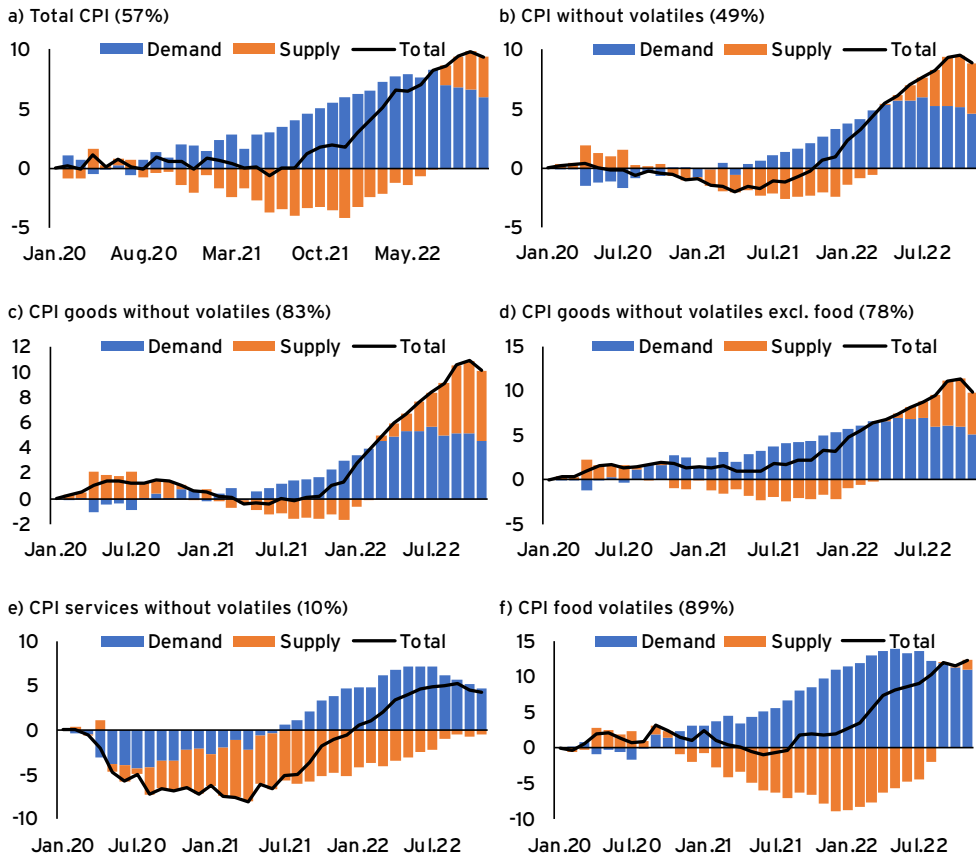 a) Total CPI (57%)
Demand Supply Total
10
5
0
-5
Jan.20 Aug.20 Mar.21 Oct.21 May.22
b) CPI without volatiles (49%)
Demand Supply Total
10
5
0
-5
Jan.20 Jul.20 Jan.21 Jul.21 Jan.22 Jul.22
c) CPI goods without volatiles (83%)
Demand Supply Total
12
10
8
6
4
2
0
-2
Jan.20 Jul.20 Jan.21 Jul.21 Jan.22 Jul.22
d) CPI goods without volatiles excl. food (78%)
Demand Supply Total
15
10
5
0
-5
Jan.20 Jul.20 Jan.21 Jul.21 Jan.22 Jul.22
e) CPI services without volatiles (10%)
Demand Supply Total
10
5
0
-5
-10
Jan.20 Jul.20 Jan.21 Jul.21 Jan.22 Jul.22
f) CPI food volatiles (89%)
Demand Supply Total
15
10
5
0
-5
-10
Jan.20 Jul.20 Jan.21 Jul.21 Jan.22 Jul.22